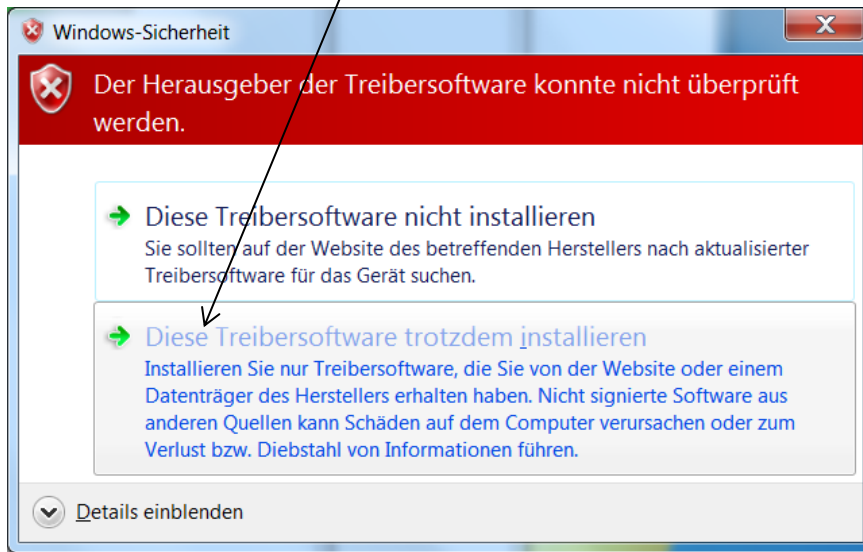 Windows-Sicherheit
Der Herausgeber der Treibersoftware konnte nicht überprüft
werden.
Diese Treibersoftware nicht installieren
Sie sollten auf der Website des betreffenden Herstellers nach aktualisierter
Treibersoftware für das Gerät suchen.
Diese Treibersoftware trotzdem installieren
Installieren Sie nur Treibersoftware, die Sie von der Website oder einem
Datenträger des Herstellers erhalten haben. Nicht signierte Software aus
anderen Quellen kann Schäden auf dem Computer verursachen oder zum
Verlust bzw. Diebstahl von Informationen führen.
Details einblenden